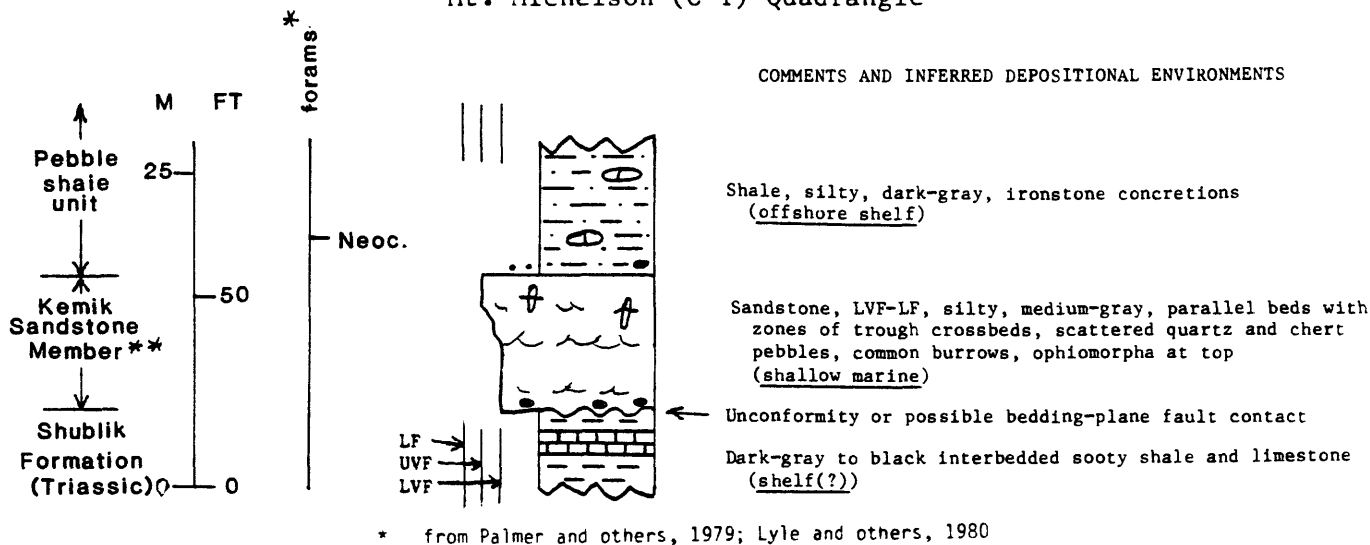 Mt. Michelson (C-1) Quadrangle
*
forams
COMMENTS AND INFERRED DEPOSITIONAL ENVIRONMENTS
M FT
Pebble
shale
unit
25
Neoc.
Shale, silty, dark-gray, ironstone concretions
(offshore shelf)
50
Kemik
Sandstone
Member**
Sandstone, LVF-LF, silty, medium-gray, parallel beds with
zones of trough crossbeds, scattered quartz and chert
pebbles, common burrows, ophiomorpha at top
(shallow marine)
Unconformity or possible bedding-plane fault contact
Shublik
Formation
(Triassic)
0 0
LF
UVF
LVF
Dark-gray to black interbedded sooty shale and limestone
(shelf(?))
* from Palmer and others, 1979; Lyle and others, 1980